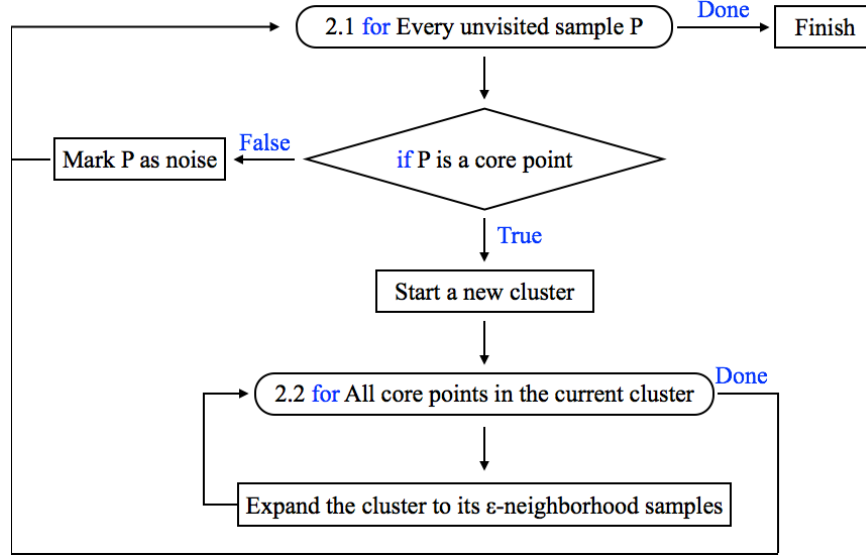 2.1 for Every unvisited sample P
Done
Finish
Mark P as noise
False
if P is a core point
True
Start a new cluster
2.2 for All core points in the current cluster
Done
Expand the cluster to its ε-neighborhood samples